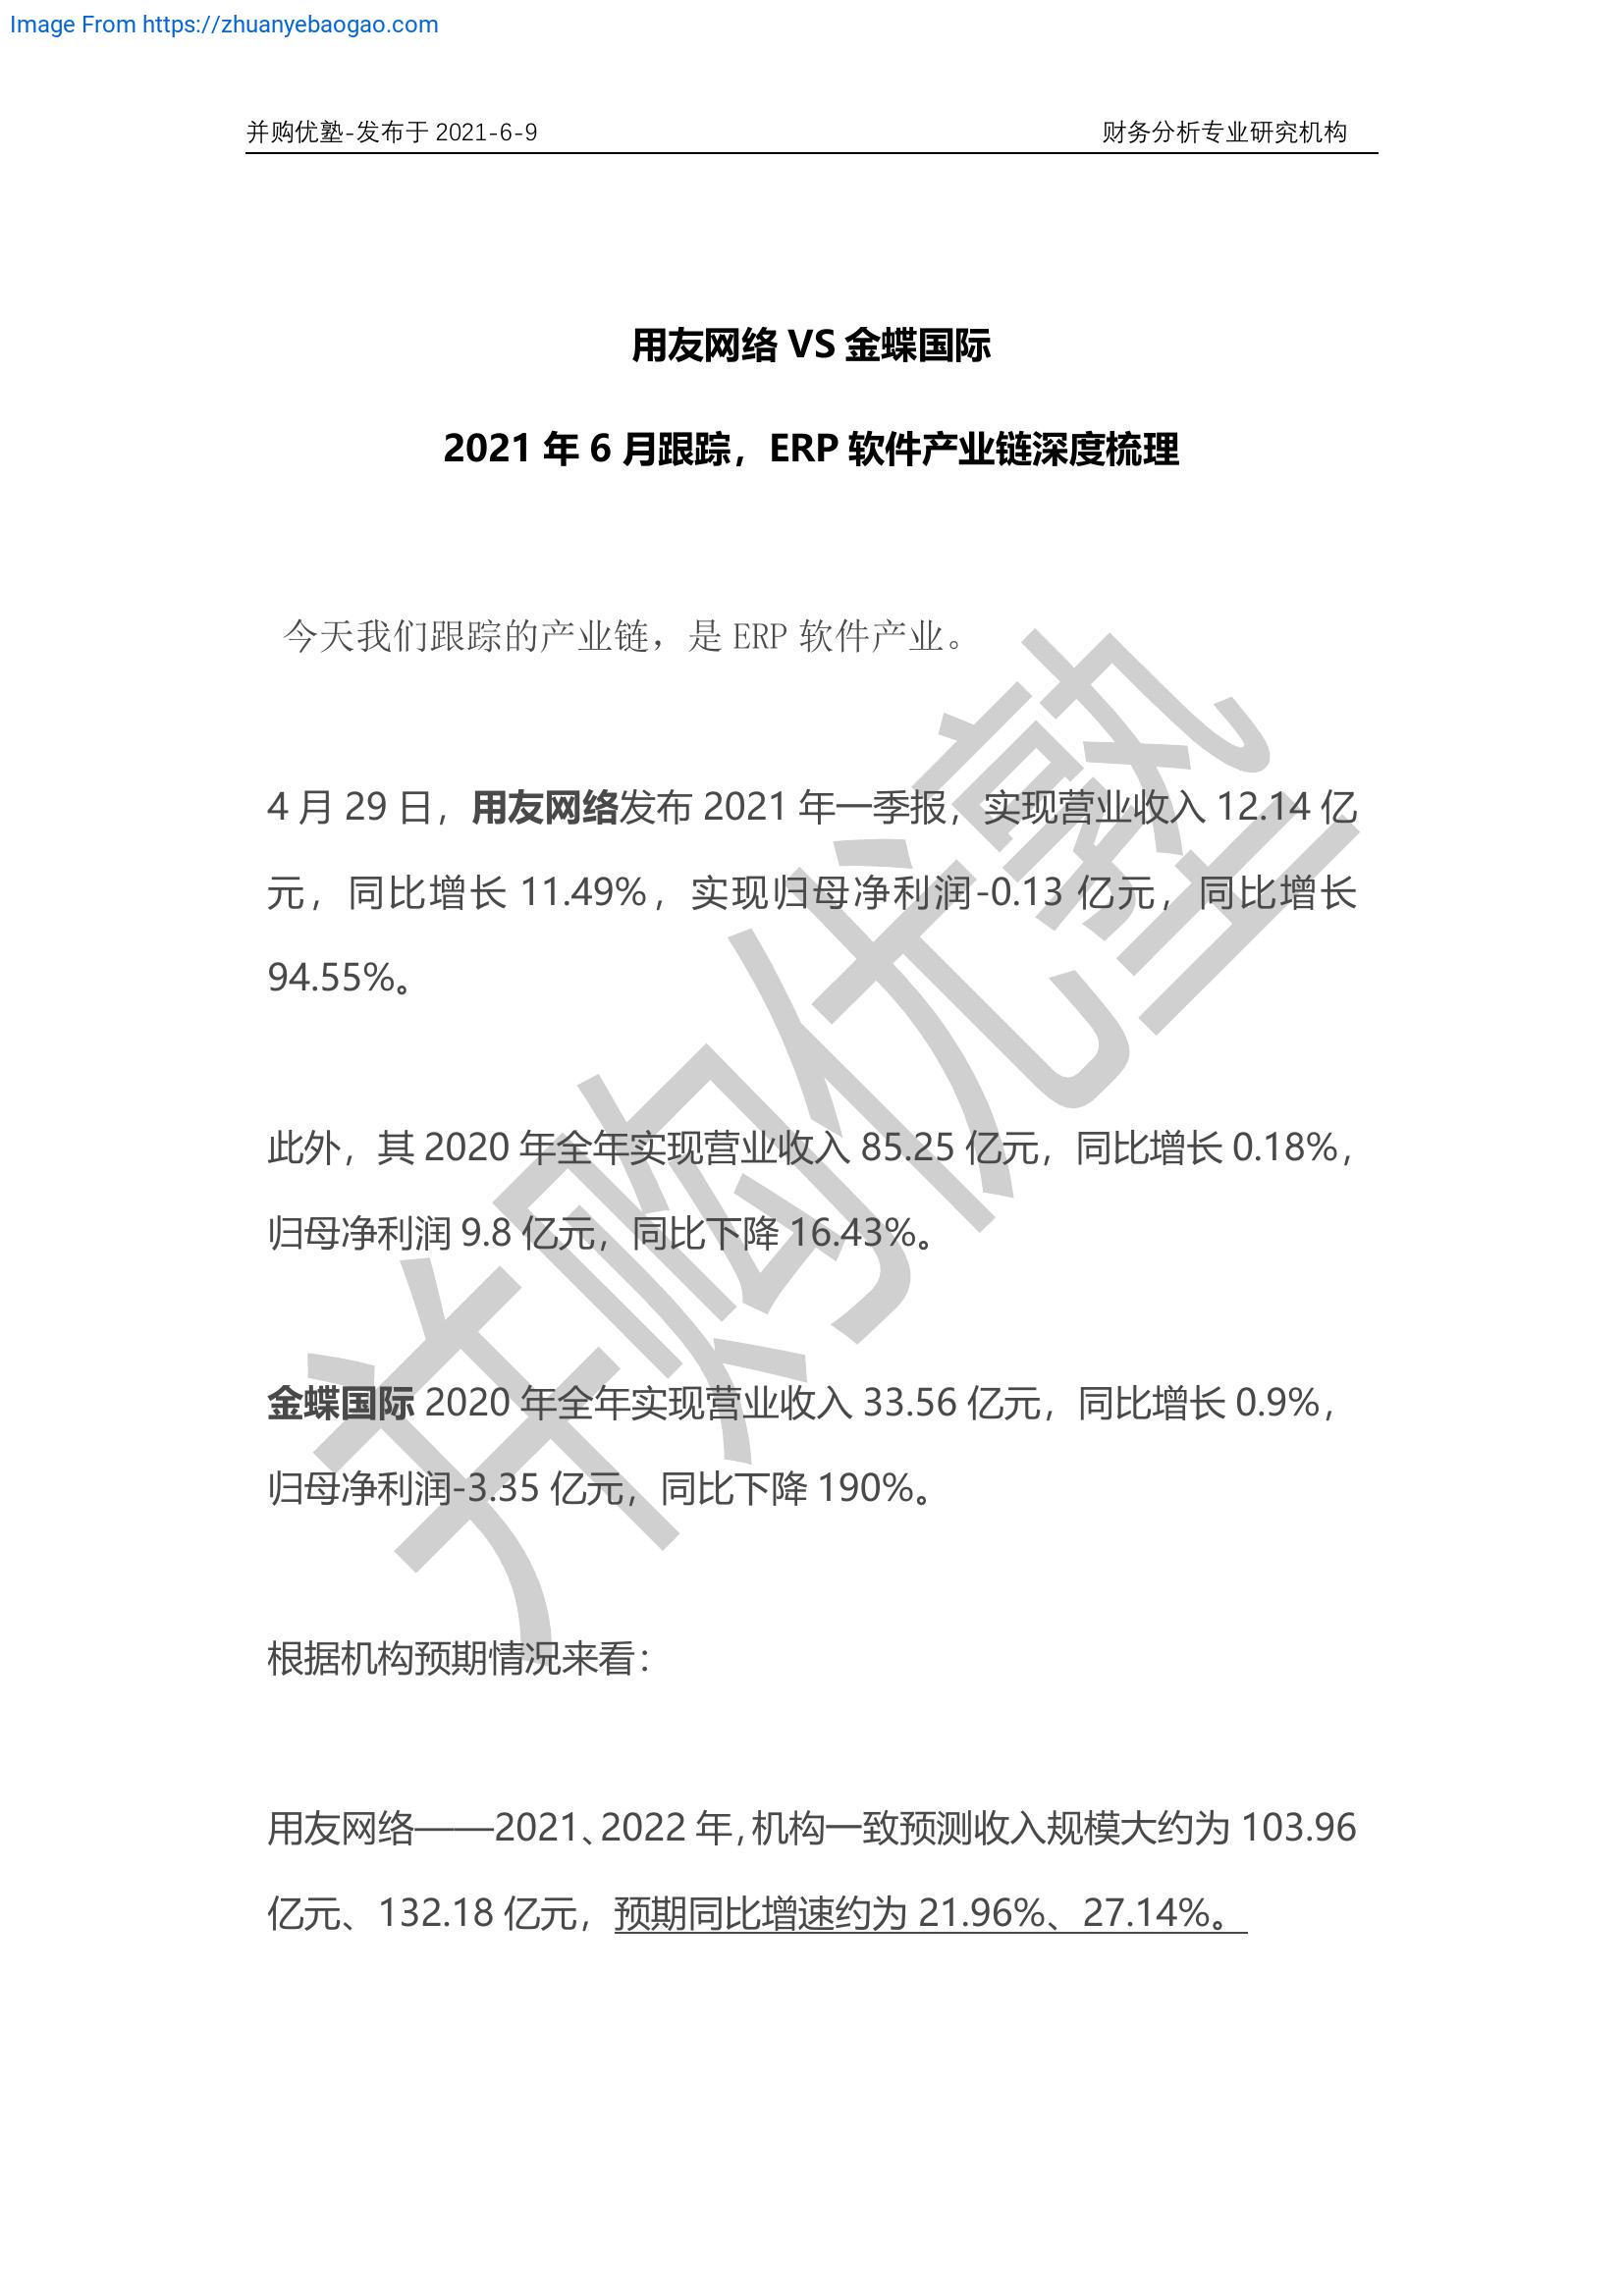 Image From https://zhuanyebaogao.com
并购优塾-发布于 2021-6-9 财务分析专业研究机构
用友网络 VS 金蝶国际
2021 年 6 月跟踪，ERP 软件产业链深度梳理
今天我们跟踪的产业链，是 ERP 软件产业。
4 月 29 日，用友网络发布 2021 年一季报，实现营业收入 12.14 亿
元，同比增长 11.49%，实现归母净利润-0.13 亿元，同比增长
94.55%。
此外，其 2020 年全年实现营业收入 85.25 亿元，同比增长 0.18%，
归母净利润 9.8 亿元，同比下降 16.43%。
金蝶国际 2020 年全年实现营业收入 33.56 亿元，同比增长 0.9%，
归母净利润-3.35 亿元，同比下降 190%。
根据机构预期情况来看：
用友网络——2021、2022 年，机构一致预测收入规模大约为 103.96
亿元、132.18 亿元，预期同比增速约为 21.96%、27.14%。
并购优塾